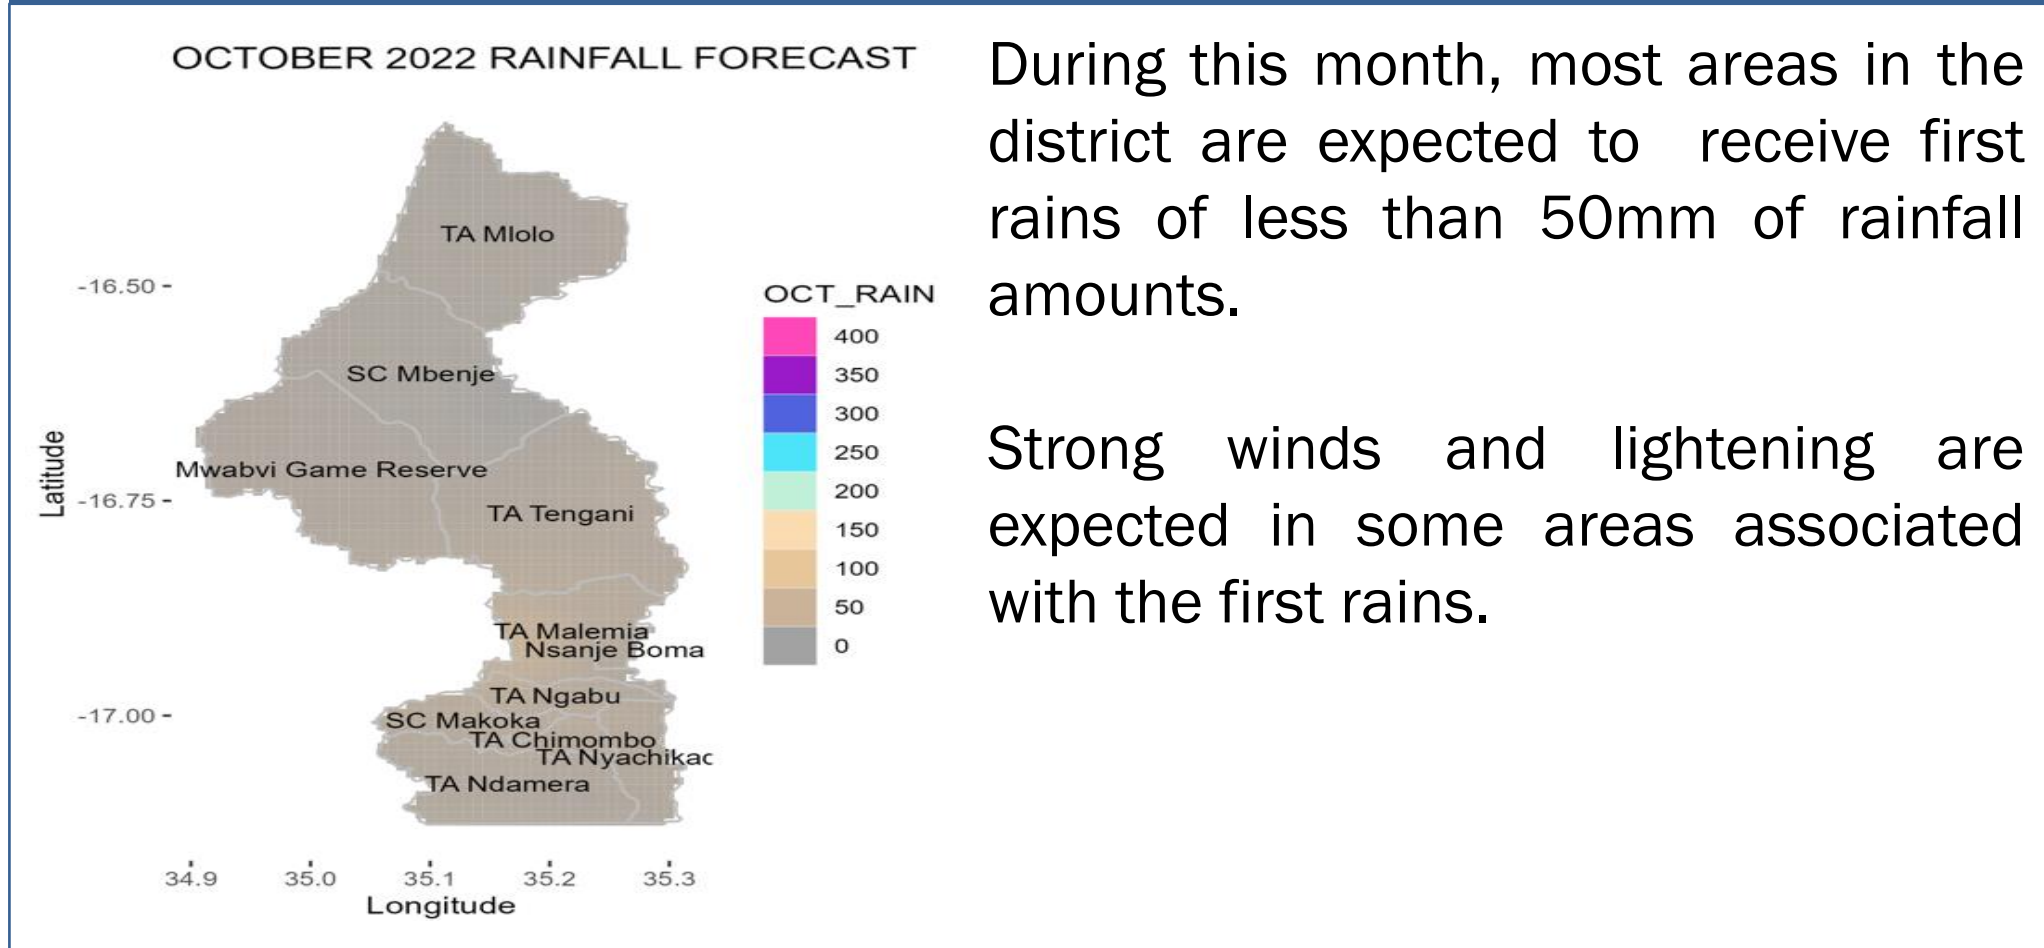 OCTOBER 2022 RAINFALL FORECAST
TA Mlolo
-16.50
SC Mbenje
Mwabvi Game Reserve
-16.75
TA Tengani
TA Malemia
Nsanje Boma
TA Ngabu
-17.00
SC Makoka
TA Chimombo
TA Nyachikac
TA Ndamera
Latitude
34.9 35.0 35.1 35.2 35.3
Longitude
OCT_RAIN
400
350
300
250
200
150
100
50
0
During this month, most areas in the
district are expected to receive first
rains of less than 50mm of rainfall
amounts.
Strong winds and lightening are
expected in some areas associated
with the first rains.